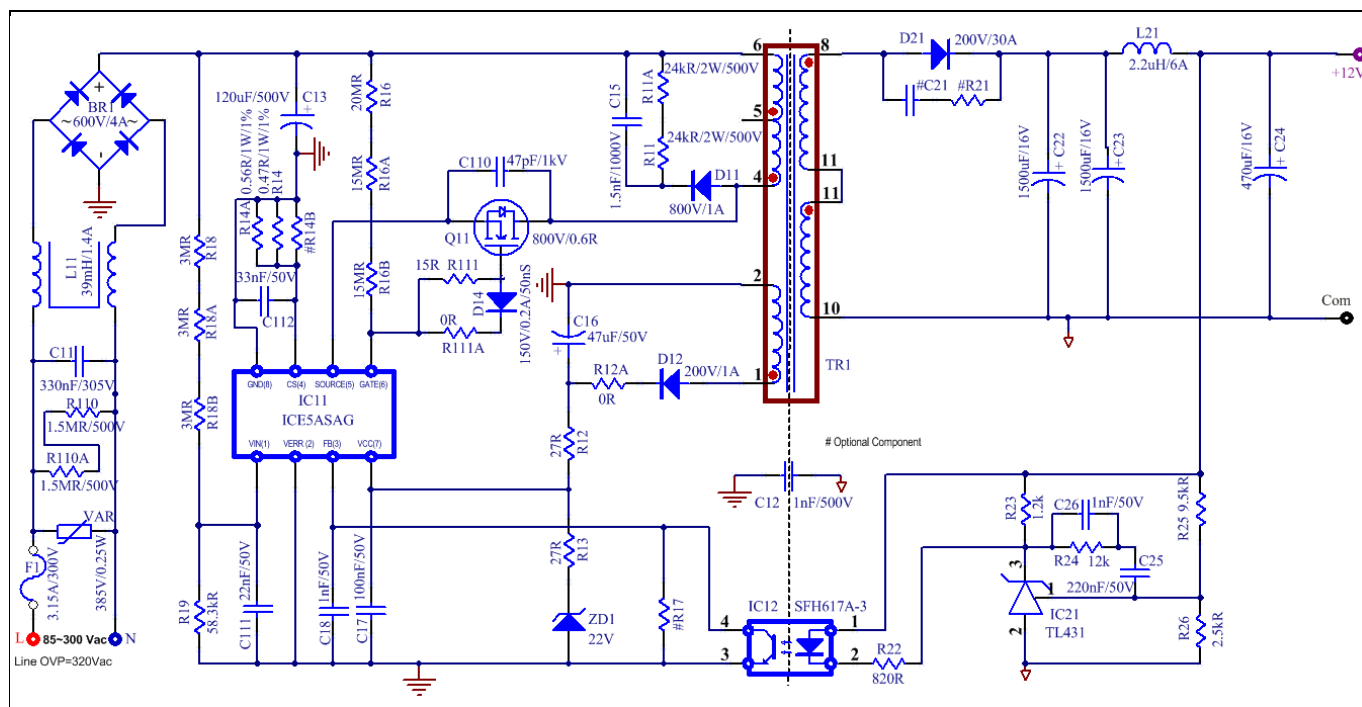 BR1
~600V/4A~
+
-
120uF/500V
C13
+
20MR
R16
15MR
R16A
15MR
R16B
R14A 0.56R/1W/1%
0.47R/1W/1%
R14
#R14B
33nF/50V
C112
L11
39mH/1.4A
3MR
R18
3MR
R18A
3MR
R18B
C11
330nF/305V
R110
1.5MR/500V
R110A
1.5MR/500V
VAR
385V/0.25W
F1
3.15A/300V
L
85~300 Vac
N
Line OVP=320Vac
GND(8)
CS(4)
SOURCE(5)
GATE(6)
IC11
ICE5ASAG
VIN(1)
VERR (2)
FB(3)
VCC(7)
R19
58.3kR
C111
22nF/50V
C18
1nF/50V
C17
100nF/50V
C110
47pF/1kV
Q11
800V/0.6R
15R
R111
0R
R111A
D14
150V/0.2A/50nS
C15
1.5nF/1000V
24kR/2W/500V
R11A
24kR/2W/500V
R11
D11
800V/1A
C16
47uF/50V
+
R12A
0R
D12
200V/1A
27R
R12
27R
R13
ZD1
22V
#R17
6
5
4
2
1
8
11
11
10
TR1
# Optional Component
C12
1nF/500V
D21
200V/30A
#C21
#R21
L21
2.2uH/6A
1500uF/16V
+ C22
1500uF/16V
+ C23
470uF/16V
+ C24
+12V
Com
IC12
SFH617A-3
4
3
1
2
R22
820R
R23
1.2k
C26
1nF/50V
R24
12k
C25
220nF/50V
R25 9.5kR
R26
2.5kR
3
1
2
IC21
TL431